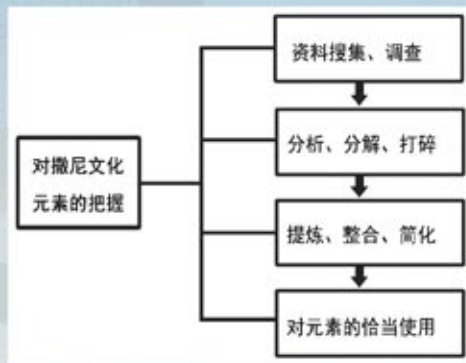 对撒尼文化
元素的把握
资料搜集、调查
分析、分解、打碎
提炼、整合、简化
对元素的恰当使用